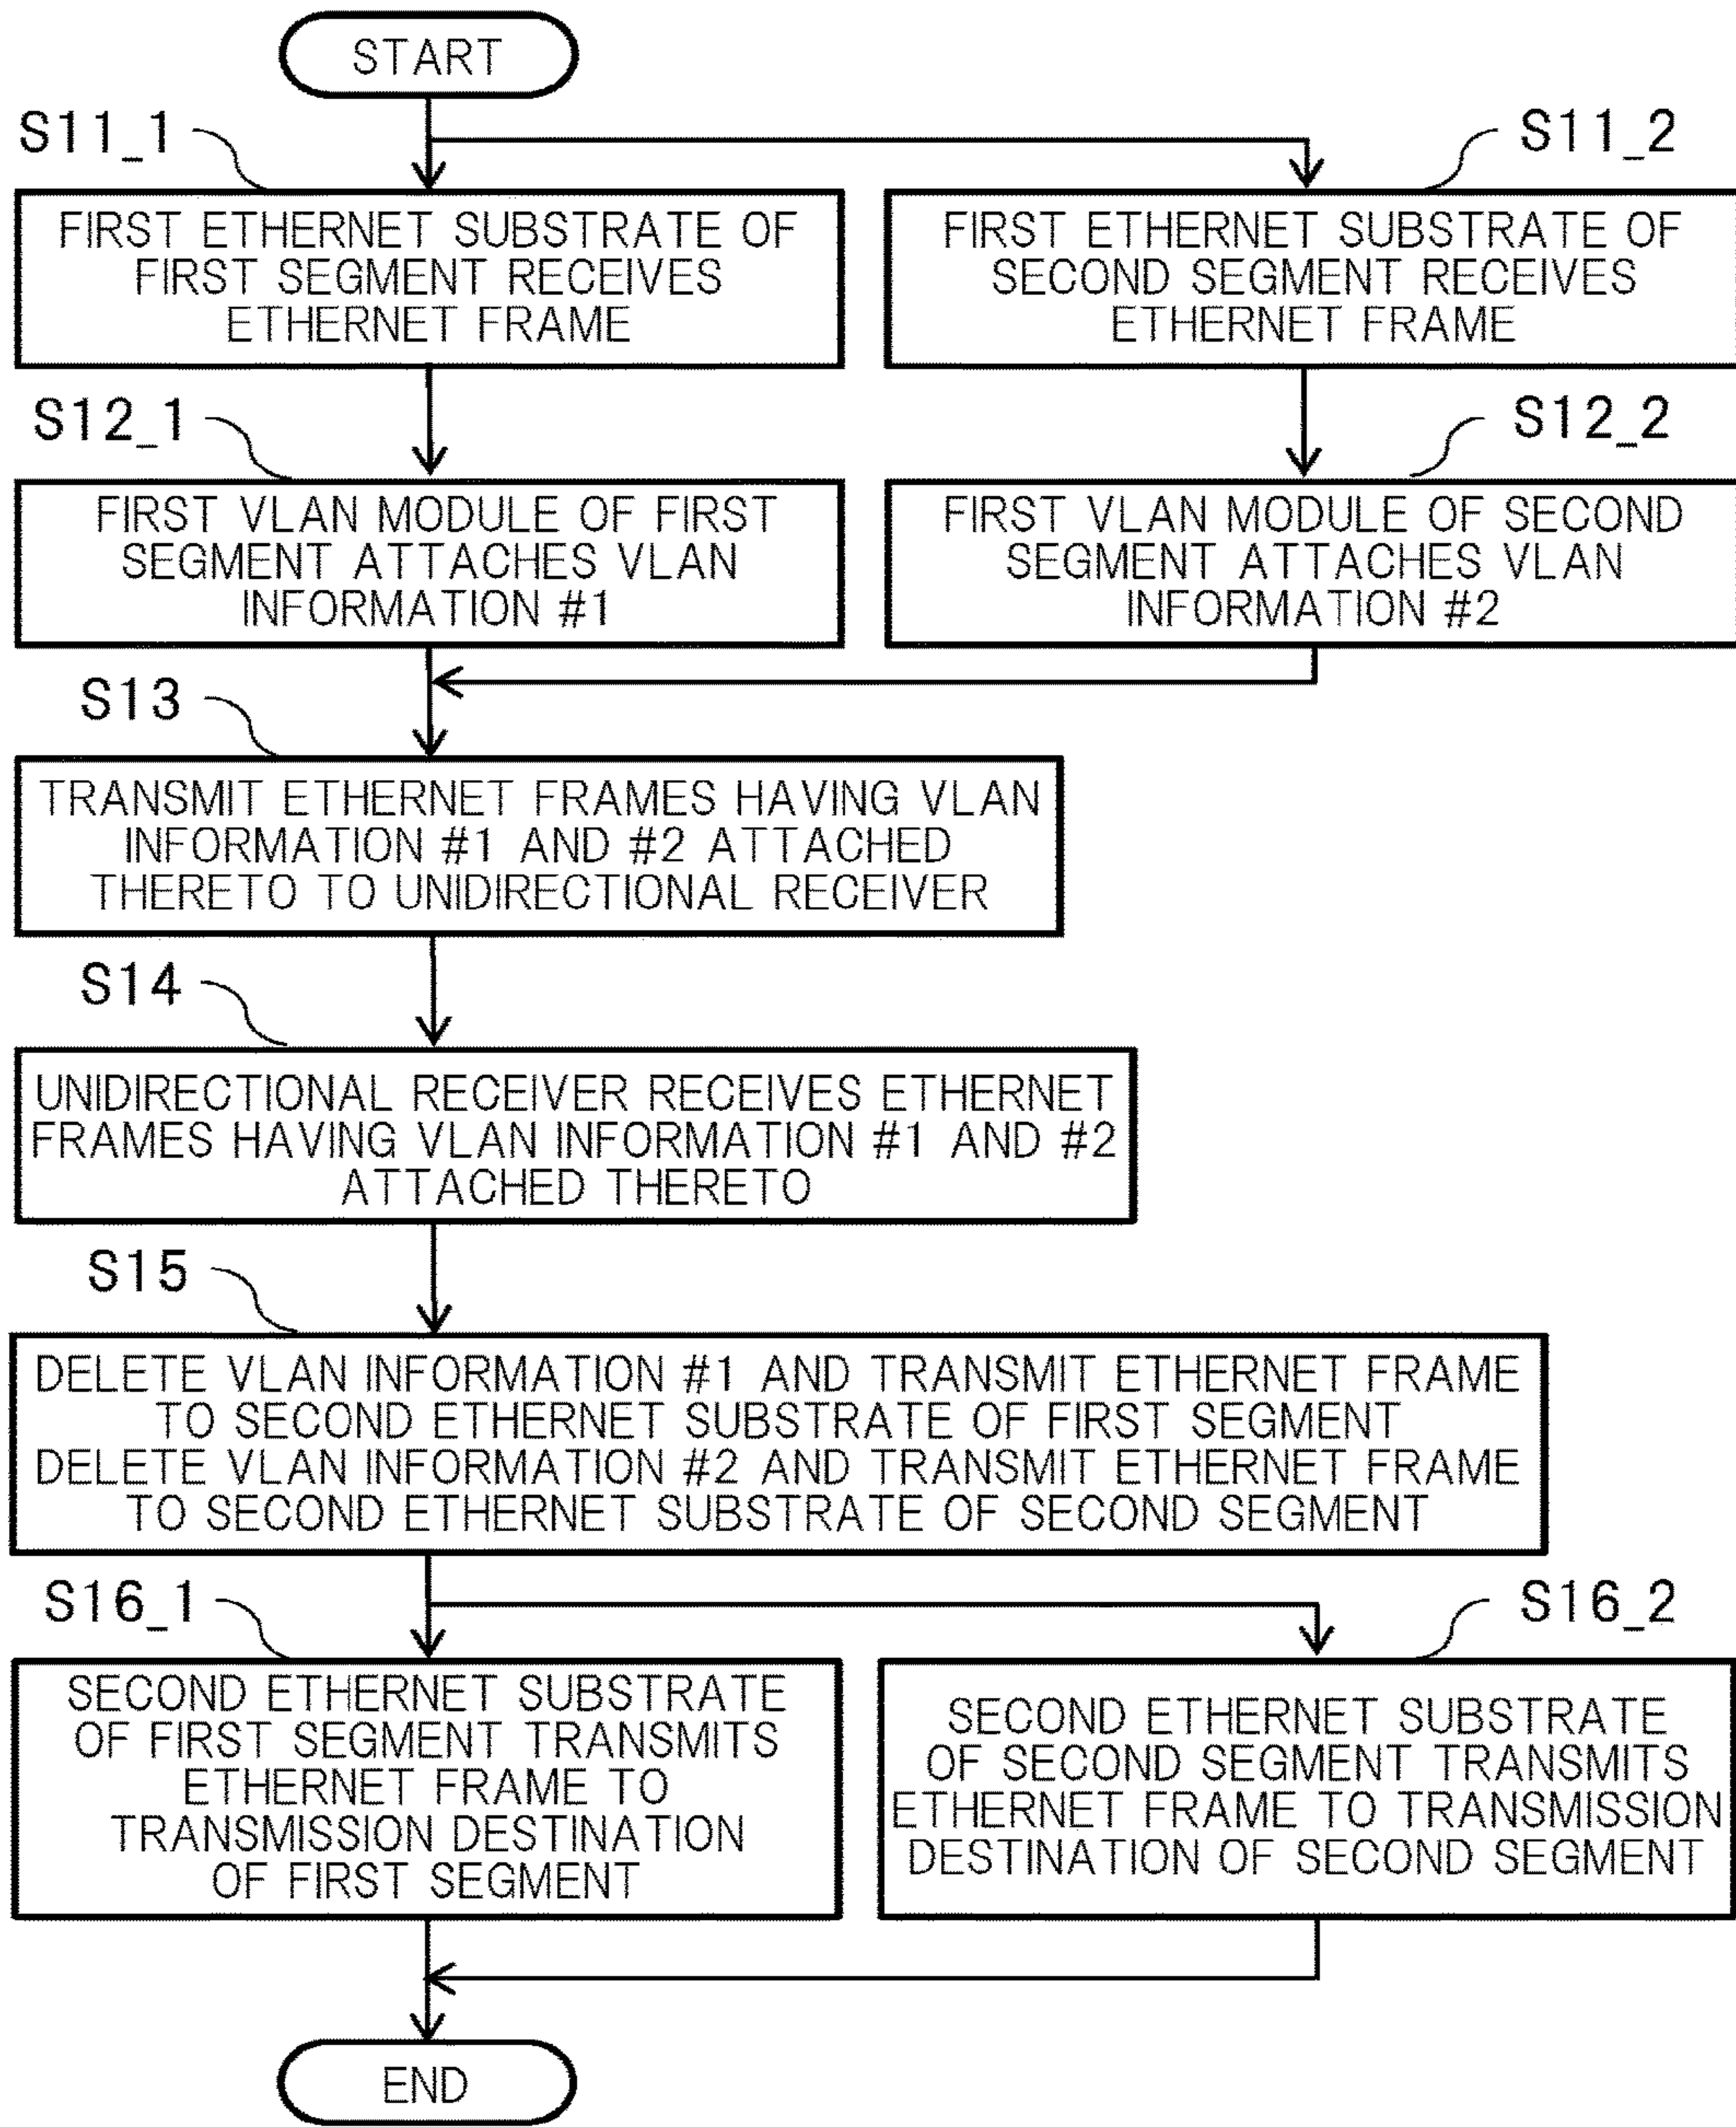 START
S11_1
S11_2
FIRST ETHERNET SUBSTRATE OF
FIRST SEGMENT RECEIVES
ETHERNET FRAME
FIRST ETHERNET SUBSTRATE OF
SECOND SEGMENT RECEIVES
ETHERNET FRAME
S12_1
S12_2
FIRST VLAN MODULE OF FIRST
SEGMENT ATTACHES VLAN
INFORMATION #1
FIRST VLAN MODULE OF SECOND
SEGMENT ATTACHES VLAN
INFORMATION #2
S13
TRANSMIT ETHERNET FRAMES HAVING VLAN
INFORMATION #1 AND #2 ATTACHED
THERETO TO UNIDIRECTIONAL RECEIVER
S14
UNIDIRECTIONAL RECEIVER RECEIVES ETHERNET
FRAMES HAVING VLAN INFORMATION #1 AND #2
ATTACHED THERETO
S15
DELETE VLAN INFORMATION #1 AND TRANSMIT ETHERNET FRAME
TO SECOND ETHERNET SUBSTRATE OF FIRST SEGMENT
DELETE VLAN INFORMATION #2 AND TRANSMIT ETHERNET FRAME
TO SECOND ETHERNET SUBSTRATE OF SECOND SEGMENT
S16_1
S16_2
SECOND ETHERNET SUBSTRATE
OF FIRST SEGMENT TRANSMITS
ETHERNET FRAME TO
TRANSMISSION DESTINATION
OF FIRST SEGMENT
SECOND ETHERNET SUBSTRATE
OF SECOND SEGMENT TRANSMITS
ETHERNET FRAME TO TRANSMISSION
DESTINATION OF SECOND SEGMENT
END